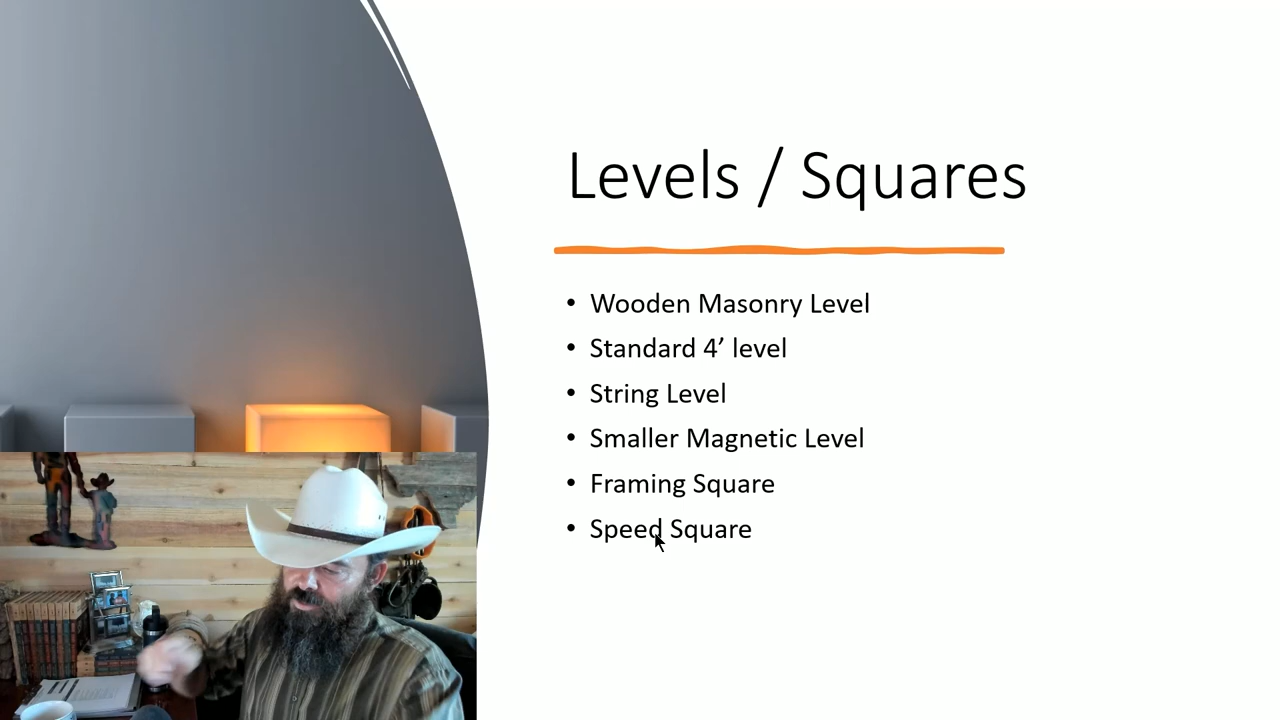 Levels / Squares
• Wooden Masonry Level
• Standard 4’ level
• String Level
• Smaller Magnetic Level
• Framing Square
• Speed Square